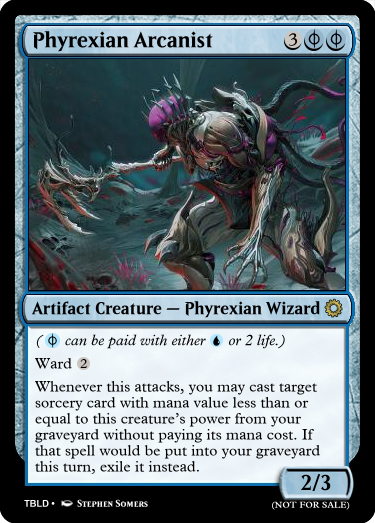 Phyrexian Arcanist 3
Artifact Creature — Phyrexian Wizard
( can be paid with either or 2 life.)
Ward 2
Whenever this attacks, you may cast target
sorcery card with mana value less than or
equal to this creature's power from your
graveyard without paying its mana cost. If
that spell would be put into your graveyard
this turn, exile it instead.
2/3
TBLD • Stephen Somers
(NOT FOR SALE)